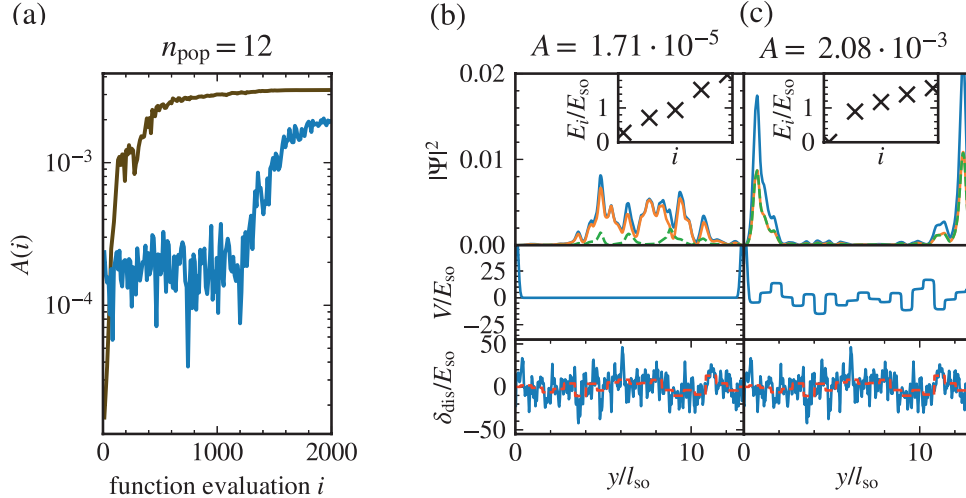 (a)
n_pop = 12
10⁻³
10⁻⁴
A(i)
0
1000
2000
function evaluation i
(b)
A = 1.71 · 10⁻⁵
0.02
0.01
0.00
|Ψ|²
E_i/E_so
1
0
i
25
0
−25
V/E_so
50
0
−50
δ_dis/E_so
0
10
y/l_so
(c)
A = 2.08 · 10⁻³
E_i/E_so
1
0
i
0
10
y/l_so